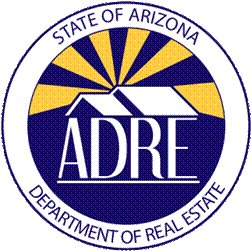 STATE OF ARIZONA
ADRE
DEPARTMENT OF REAL ESTATE